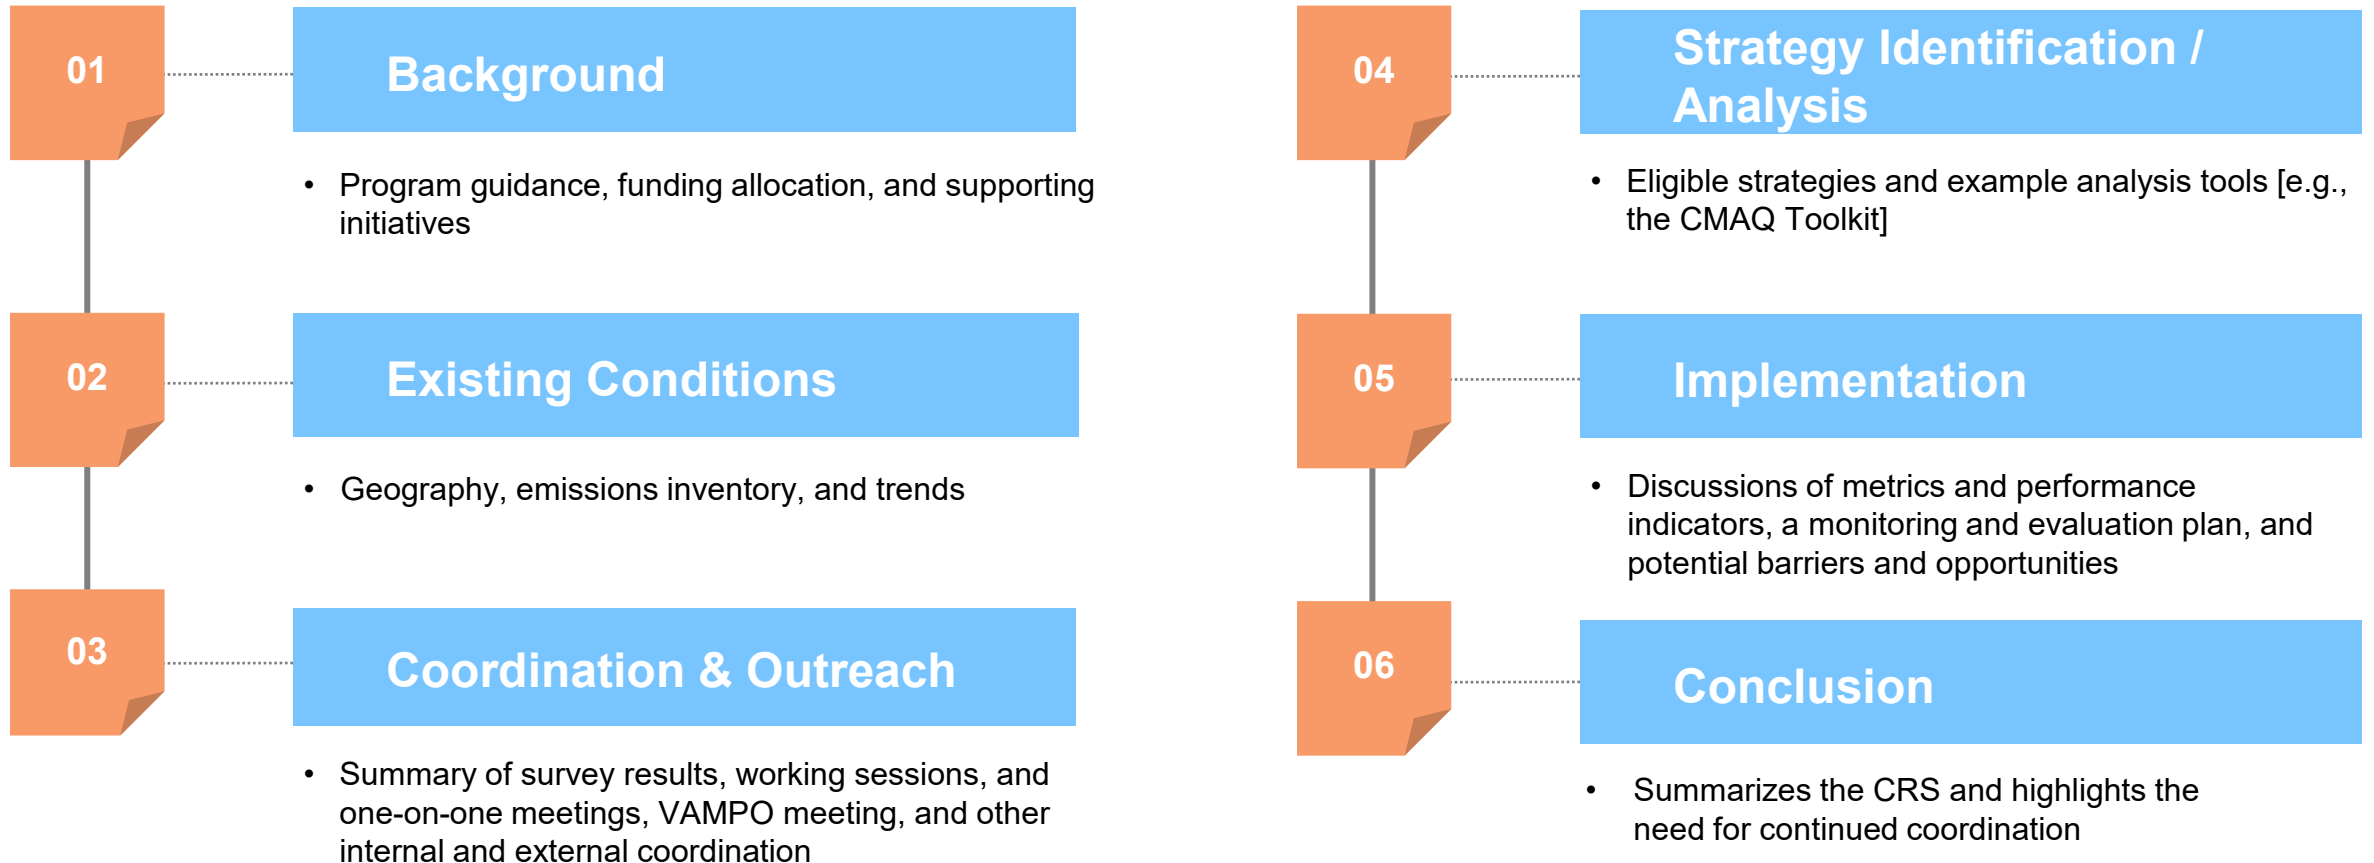 01
Background
• Program guidance, funding allocation, and supporting
initiatives
02
Existing Conditions
• Geography, emissions inventory, and trends
03
Coordination & Outreach
• Summary of survey results, working sessions, and
one-on-one meetings, VAMPO meeting, and other
internal and external coordination
04
Strategy Identification /
Analysis
• Eligible strategies and example analysis tools [e.g.,
the CMAQ Toolkit]
05
Implementation
• Discussions of metrics and performance
indicators, a monitoring and evaluation plan, and
potential barriers and opportunities
06
Conclusion
• Summarizes the CRS and highlights the
need for continued coordination